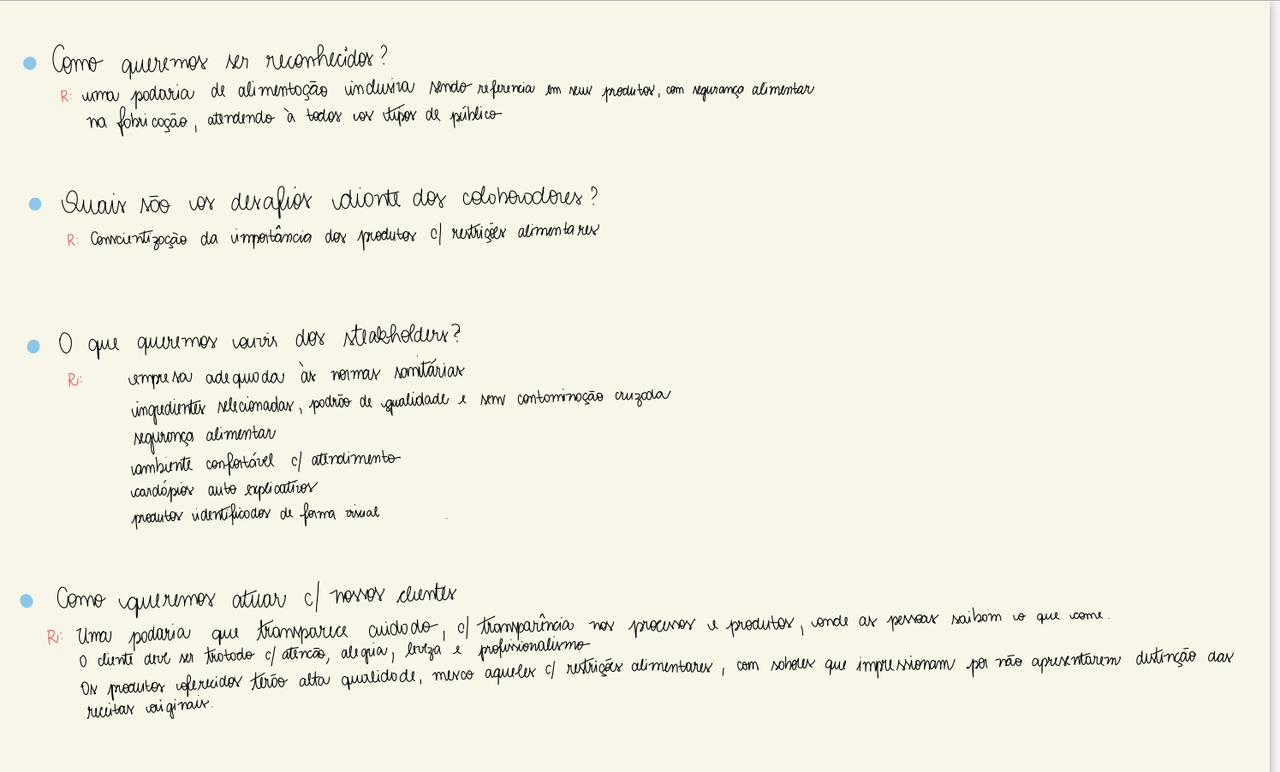 Como queremos ser reconhecidos?
R: uma padaria de alimentação inclusiva sendo referencia em seus produtos, com segurança alimentar
na fabricação, atendendo à todos os tipos de público
Quais são os desafios diante dos colaboradores?
R: Conscientização da importância dos produtos c/ restrições alimentares
O que queremos ouvir dos steakholders?
R: empresa adequada às normas sanitárias
ingredientes selecionadas, padrão de qualidade e sem contaminação cruzada
segurança alimentar
ambiente confortável c/ atendimento
cardápios auto explicativos
produtos identificados de forma visual
Como queremos atuar c/ nossos clientes
R: Uma padaria que transparece cuidado, c/ transparência nos processos e produtos, onde as pessoas saibam o que come.
O cliente deve ser tratado c/ atencão, alegria, leveza e profissionalismo
Os produtos oferecidos terão alta qualidade, mesmo aqueles c/ restrições alimentares, com sabores que impressionam por não apresentarem distinção das
receitas originais.